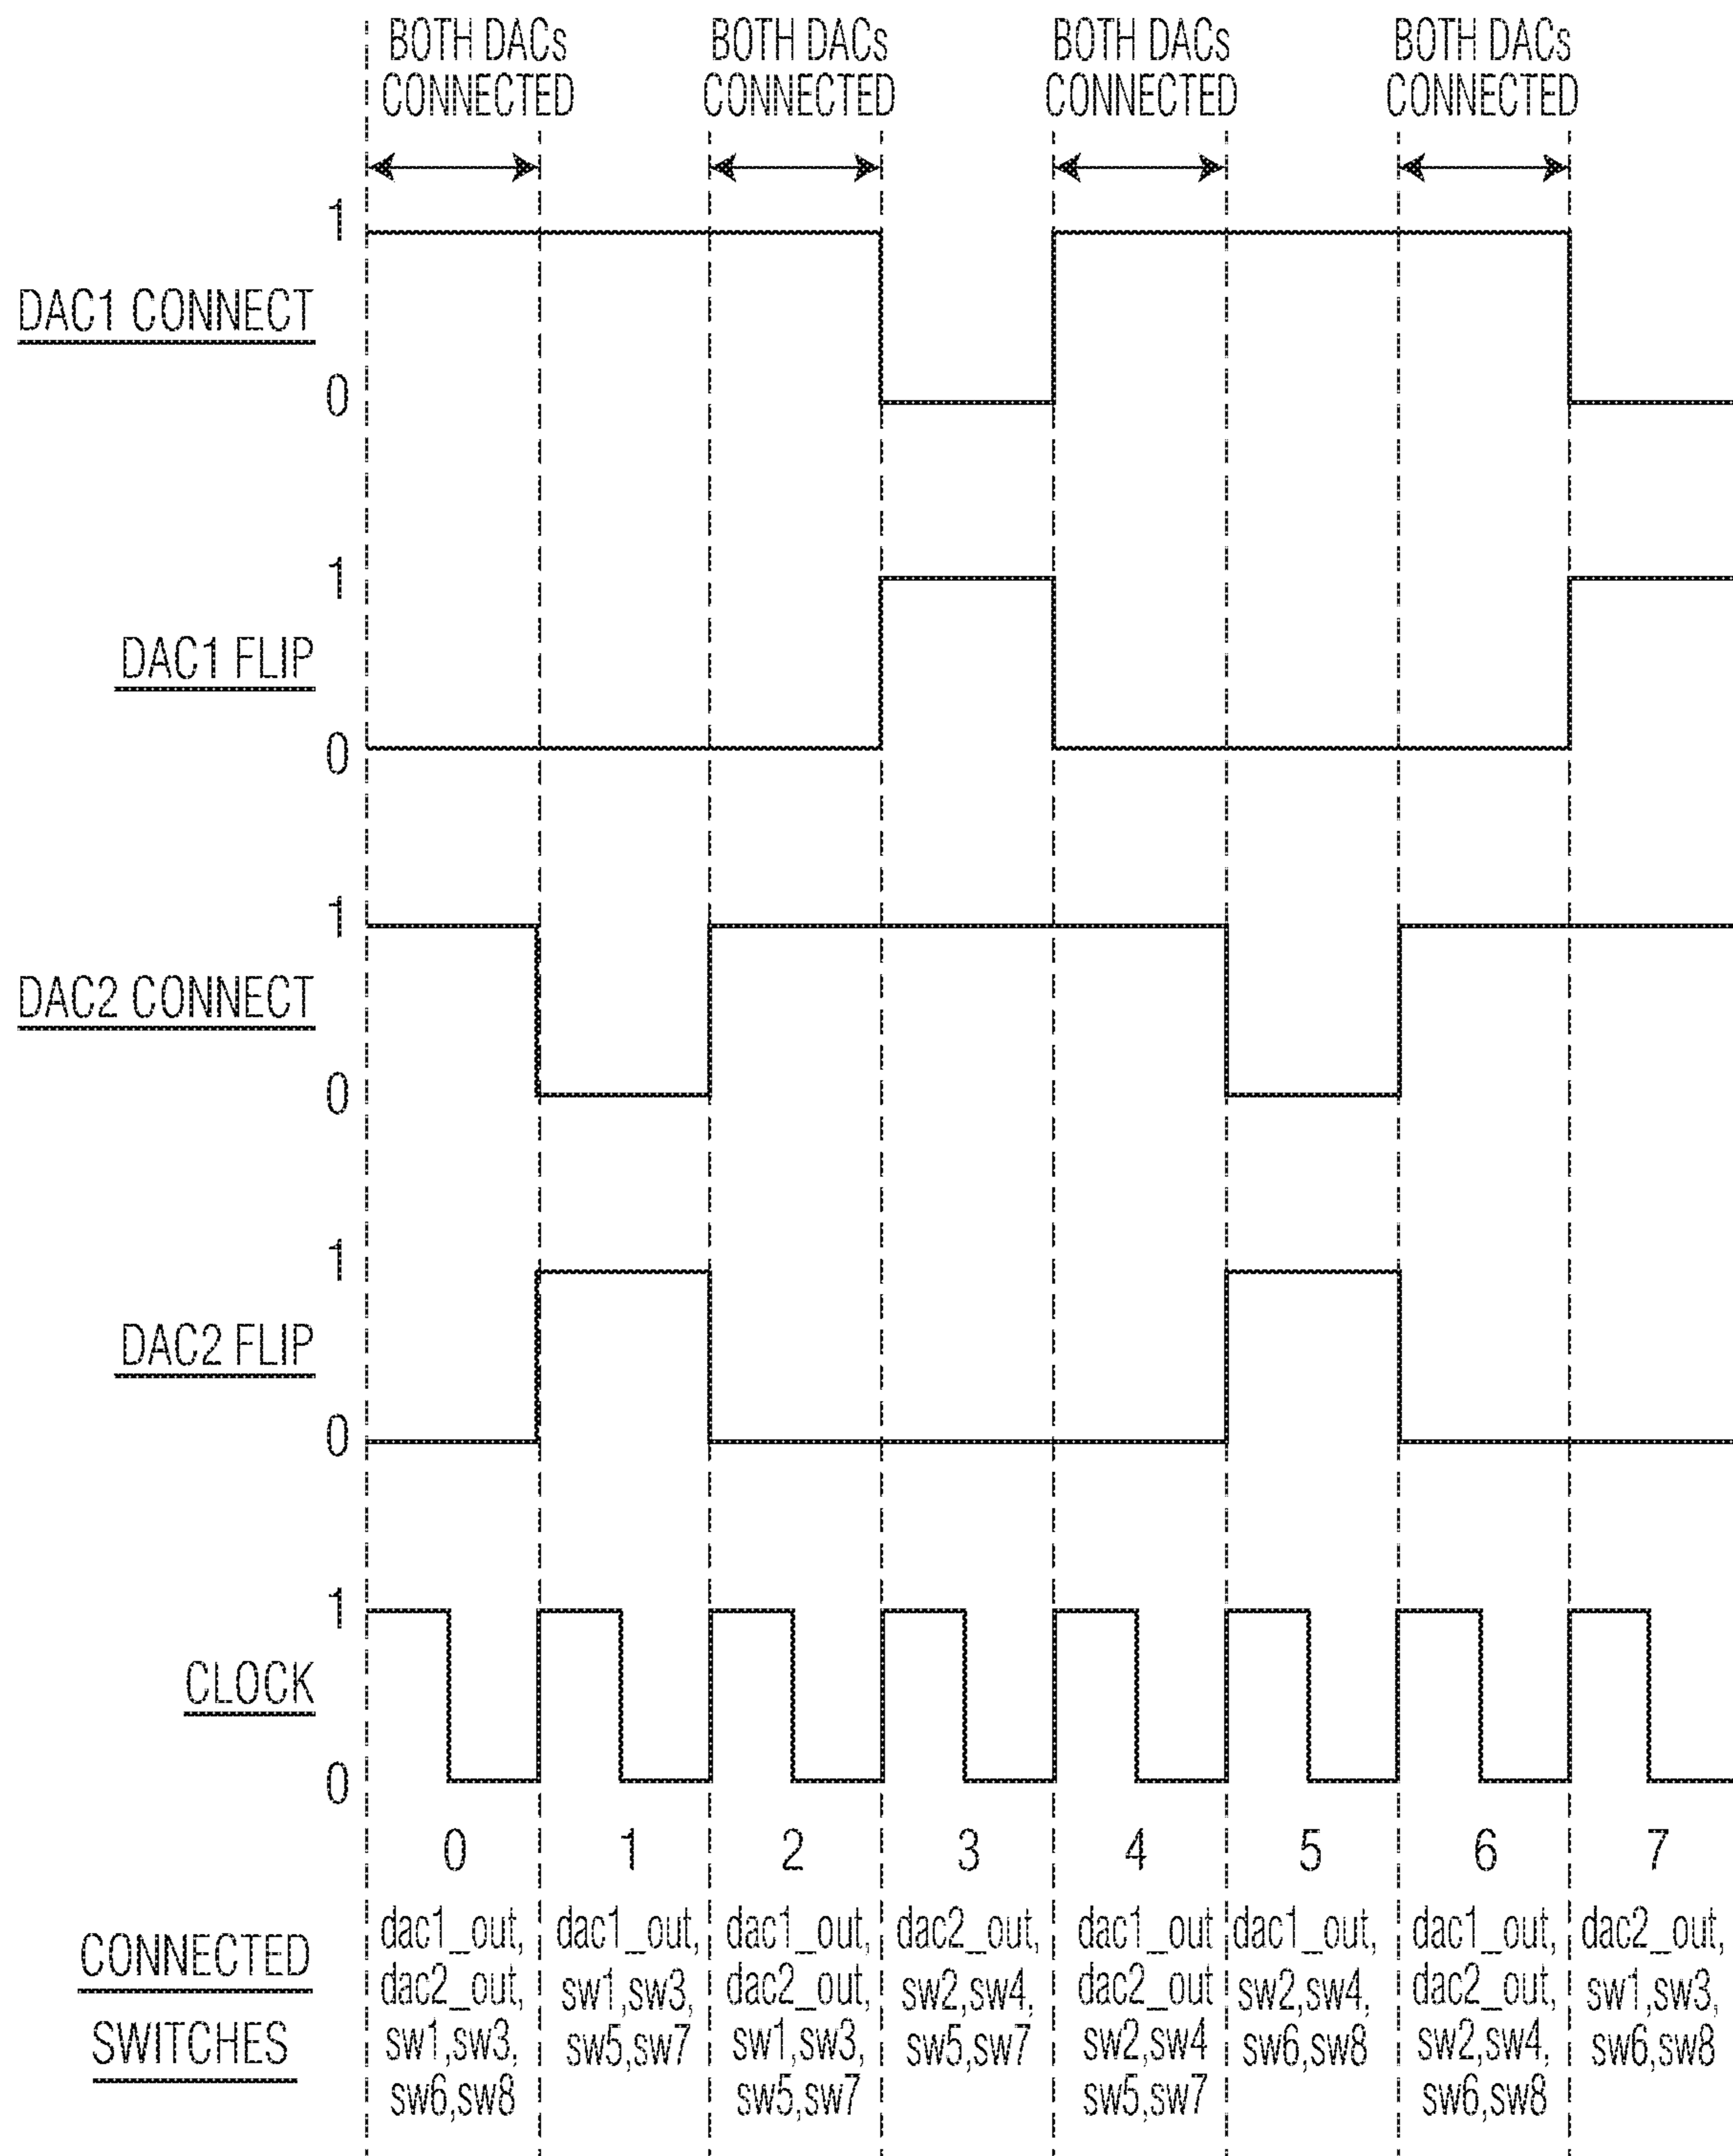 BOTH DACs
CONNECTED
BOTH DACs
CONNECTED
BOTH DACs
CONNECTED
BOTH DACs
CONNECTED
1
DAC1 CONNECT
0
1
DAC1 FLIP
0
1
DAC2 CONNECT
0
1
DAC2 FLIP
0
1
CLOCK
0
0 1 2 3 4 5 6 7
CONNECTED
SWITCHES
dac1_out,
dac2_out,
sw1,sw3,
sw6,sw8
dac1_out,
sw1,sw3,
sw5,sw7
dac1_out,
dac2_out,
sw1,sw3,
sw5,sw7
dac2_out,
sw2,sw4,
sw5,sw7
dac1_out
dac2_out
sw2,sw4
sw5,sw7
dac1_out,
sw2,sw4,
sw6,sw8
dac1_out,
dac2_out,
sw2,sw4,
sw6,sw8
dac2_out,
sw1,sw3,
sw6,sw8